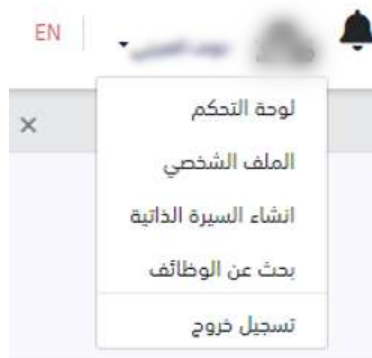 EN
لوحة التحكم
الملف الشخصي
انشاء السيرة الذاتية
بحث عن الوظائف
تسجيل خروج